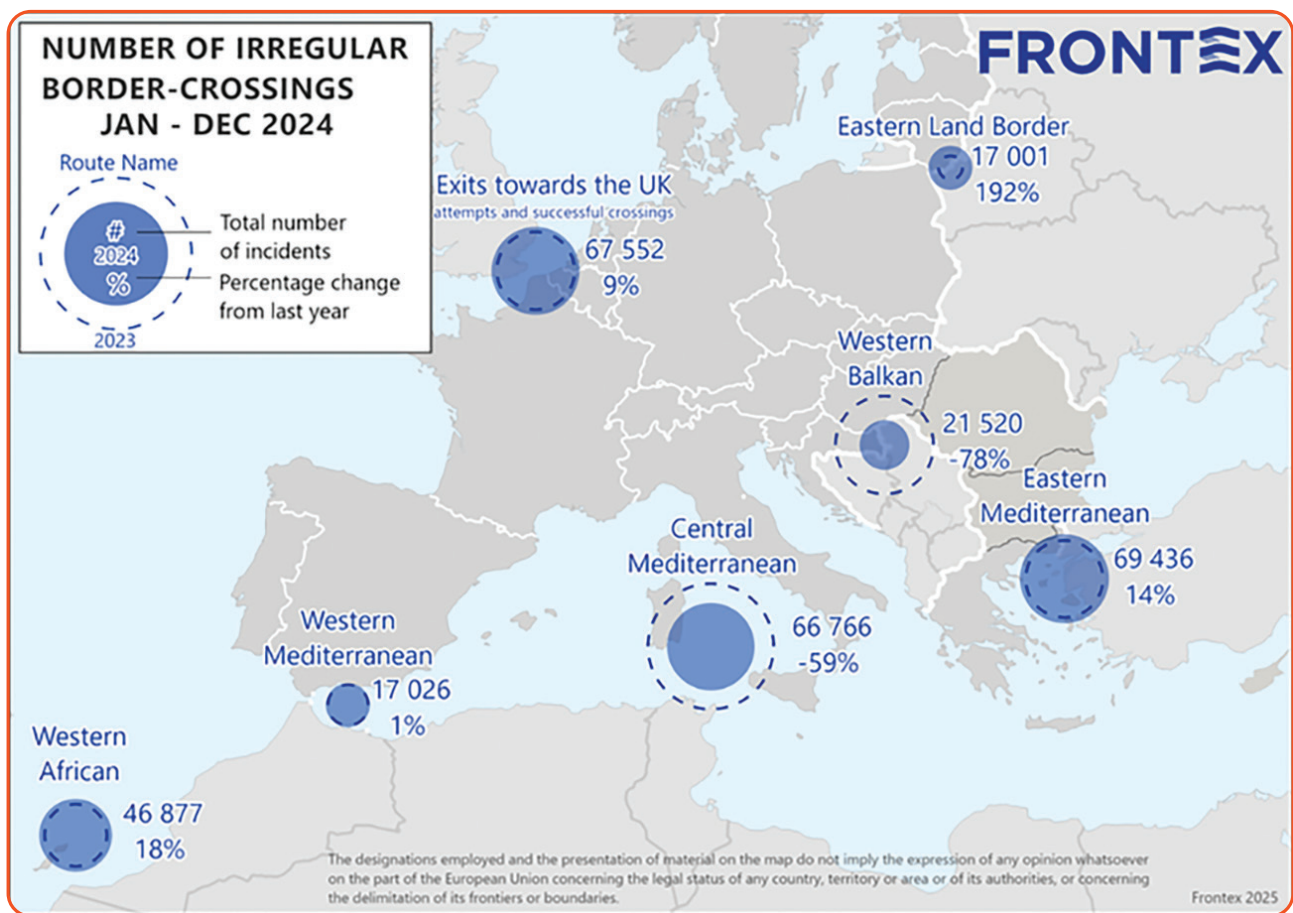 NUMBER OF IRREGULAR
BORDER-CROSSINGS
JAN - DEC 2024
Route Name
#
2024
%
2023
Total number
of incidents
Percentage change
from last year
FRONTEX
Eastern Land Border
17 001
192%
Exits towards the UK
attempts and successful crossings
67 552
9%
Western
Balkan
21 520
-78%
Eastern
Mediterranean
69 436
14%
Central
Mediterranean
66 766
-59%
Western
Mediterranean
17 026
1%
Western
African
46 877
18%
The designations employed and the presentation of material on the map do not imply the expression of any opinion whatsoever
on the part of the European Union concerning the legal status of any country, territory or area or of its authorities, or concerning
the delimitation of its frontiers or boundaries.
Frontex 2025